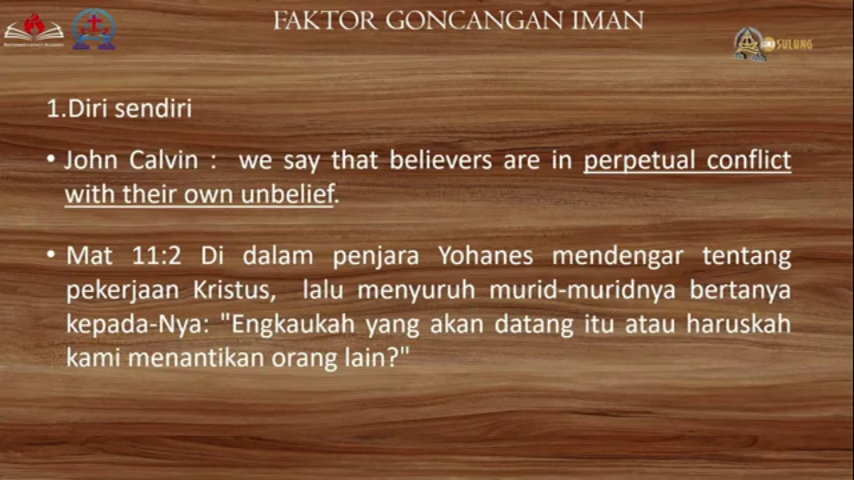 FAKTOR GONCANGAN IMAN
SULUNG
1.Diri sendiri
• John Calvin : we say that believers are in perpetual conflict
with their own unbelief.
• Mat 11:2 Di dalam penjara Yohanes mendengar tentang
pekerjaan Kristus, lalu menyuruh murid-muridnya bertanya
kepada-Nya: "Engkaukah yang akan datang itu atau haruskah
kami menantikan orang lain?"